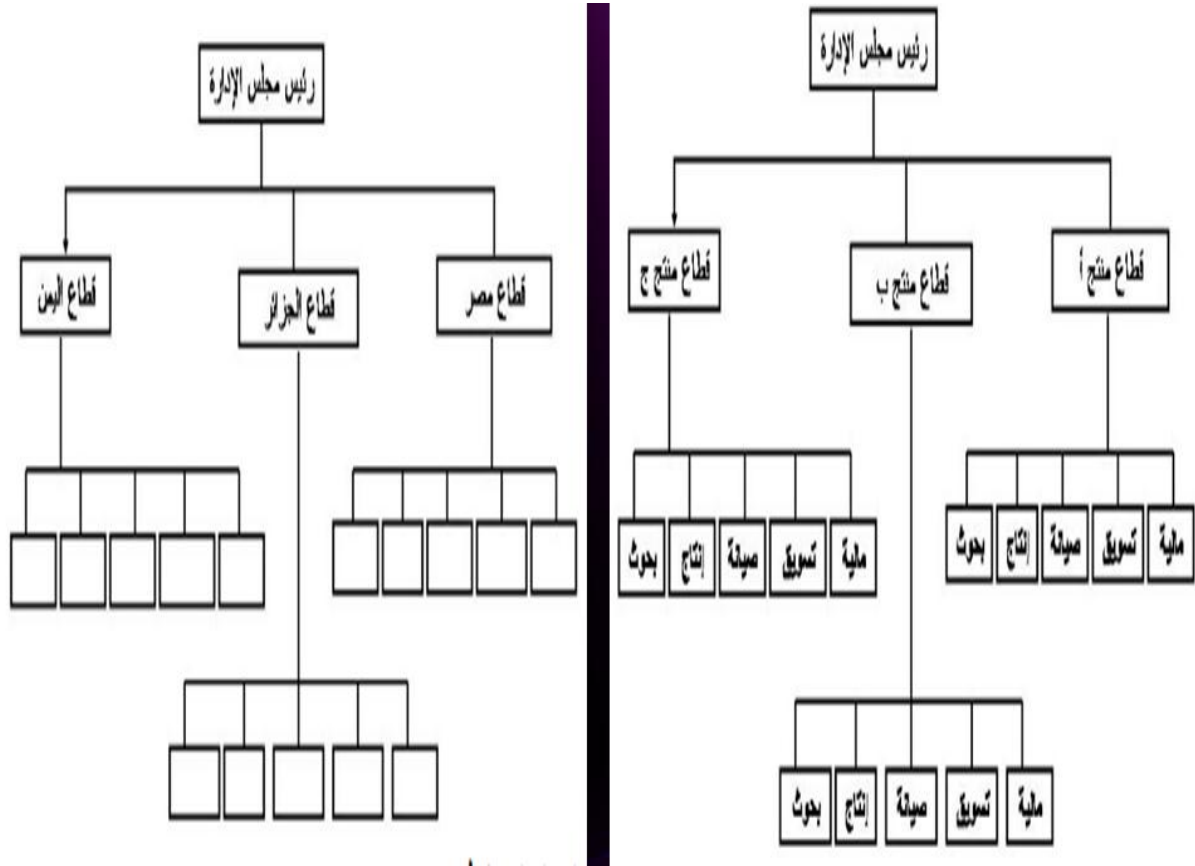 رئيس مجلس الإدارة
قطاع منتج أ
قطاع منتج ب
قطاع منتج ج
مالية
تسويق
صيانة
إنتاج
بحوث
مالية
تسويق
صيانة
إنتاج
بحوث
مالية
تسويق
صيانة
إنتاج
بحوث
رئيس مجلس الإدارة
قطاع مصر
قطاع الجزائر
قطاع اليمن